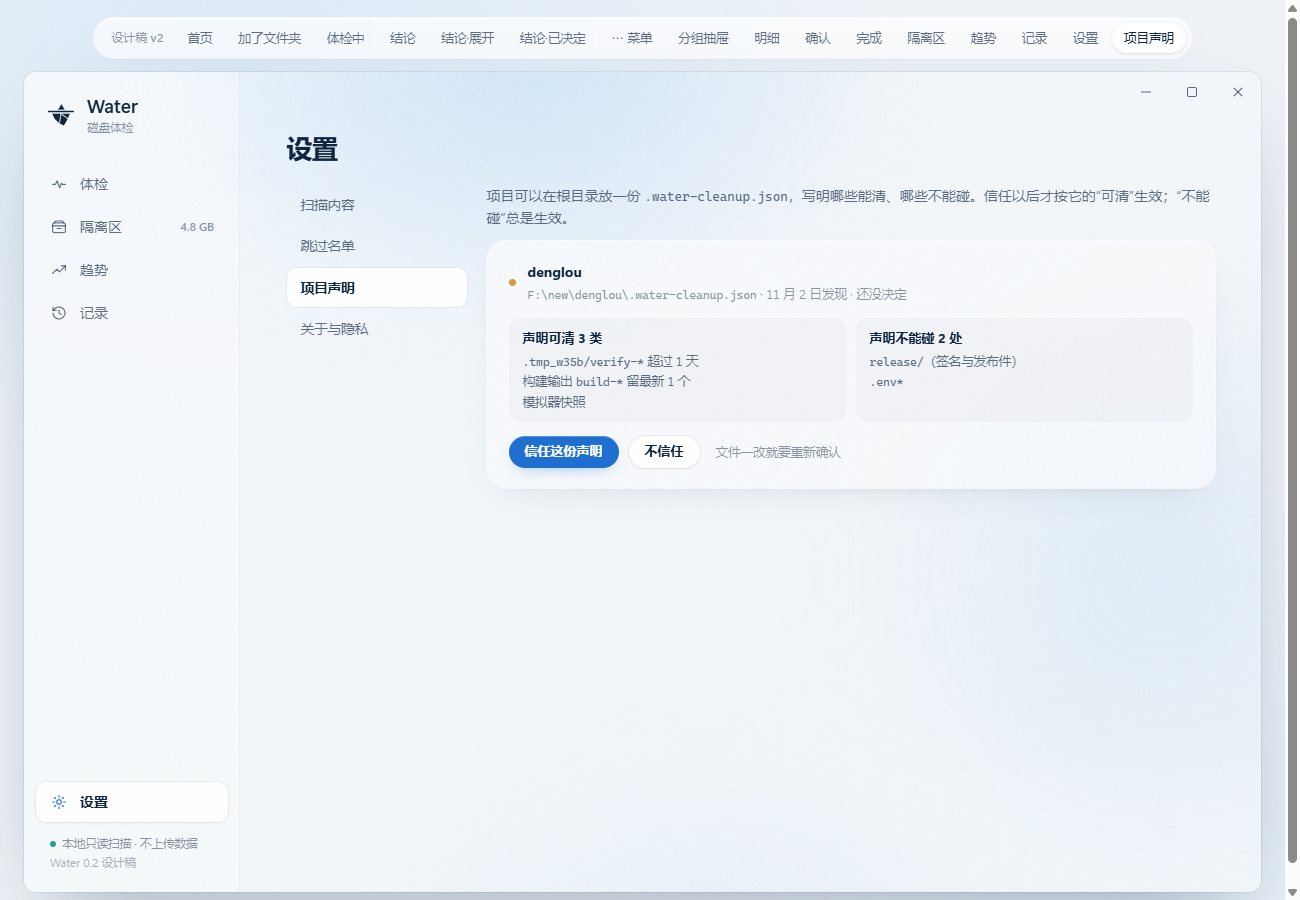 设计稿 v2 首页 加了文件夹 体检中 结论 结论·展开 结论·已决定 ··· 菜单 分组抽屉 明细 确认 完成 隔离区 趋势 记录 设置 项目声明
Water
磁盘体检
体检
隔离区 4.8 GB
趋势
记录
设置
本地只读扫描 · 不上传数据
Water 0.2 设计稿
设置
扫描内容
跳过名单
项目声明
关于与隐私
项目可以在根目录放一份 .water-cleanup.json，写明哪些能清、哪些不能碰。信任以后才按它的“可清”生效；“不能
碰”总是生效。
denglou
F:\new\denglou\.water-cleanup.json · 11 月 2 日发现 · 还没决定
声明可清 3 类
.tmp_w35b/verify-* 超过 1 天
构建输出 build-* 留最新 1 个
模拟器快照
声明不能碰 2 处
release/（签名与发布件）
.env*
信任这份声明 不信任 文件一改就要重新确认